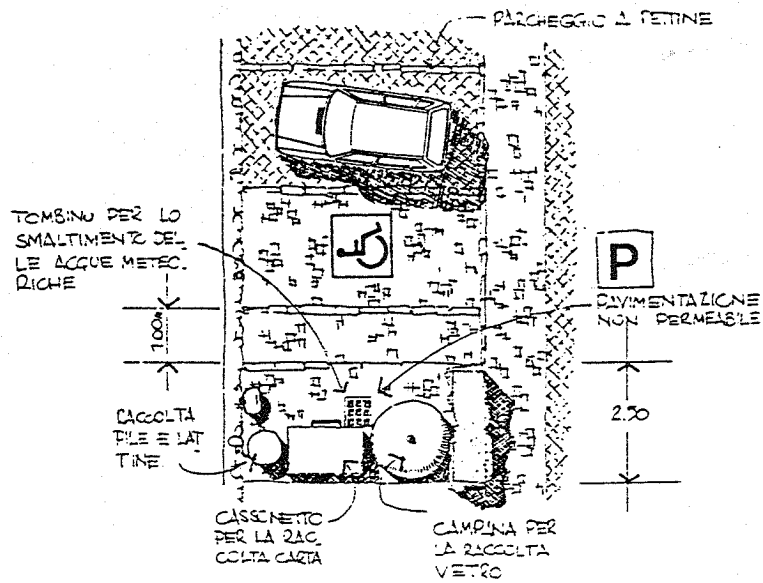 PARCHEGGIO A PETTINE
TOMBINO PER LO
SMALTIMENTO DEL
LE ACQUE METEO
RICHE
P
PAVIMENTAZIONE
NON PERMEABILE
1.00
2.50
RACCOLTA
PILE E LAT
TINE
CASSONETTO
PER LA RAC
COLTA CARTA
CAMPANA PER
LA RACCOLTA
VETRO